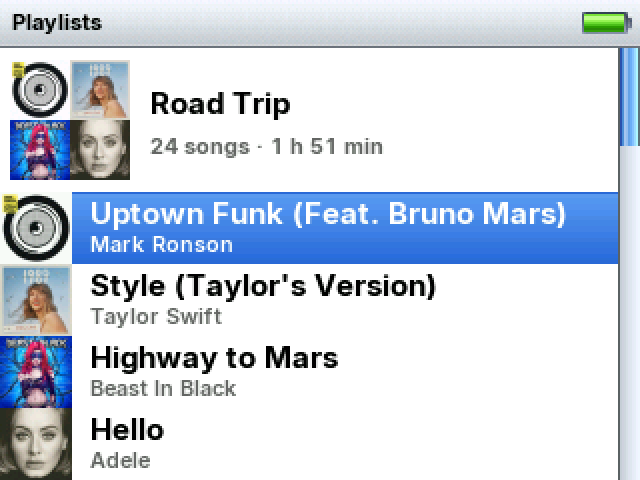 Playlists
Road Trip
24 songs · 1 h 51 min
Uptown Funk (Feat. Bruno Mars)
Mark Ronson
Style (Taylor's Version)
Taylor Swift
Highway to Mars
Beast In Black
Hello
Adele